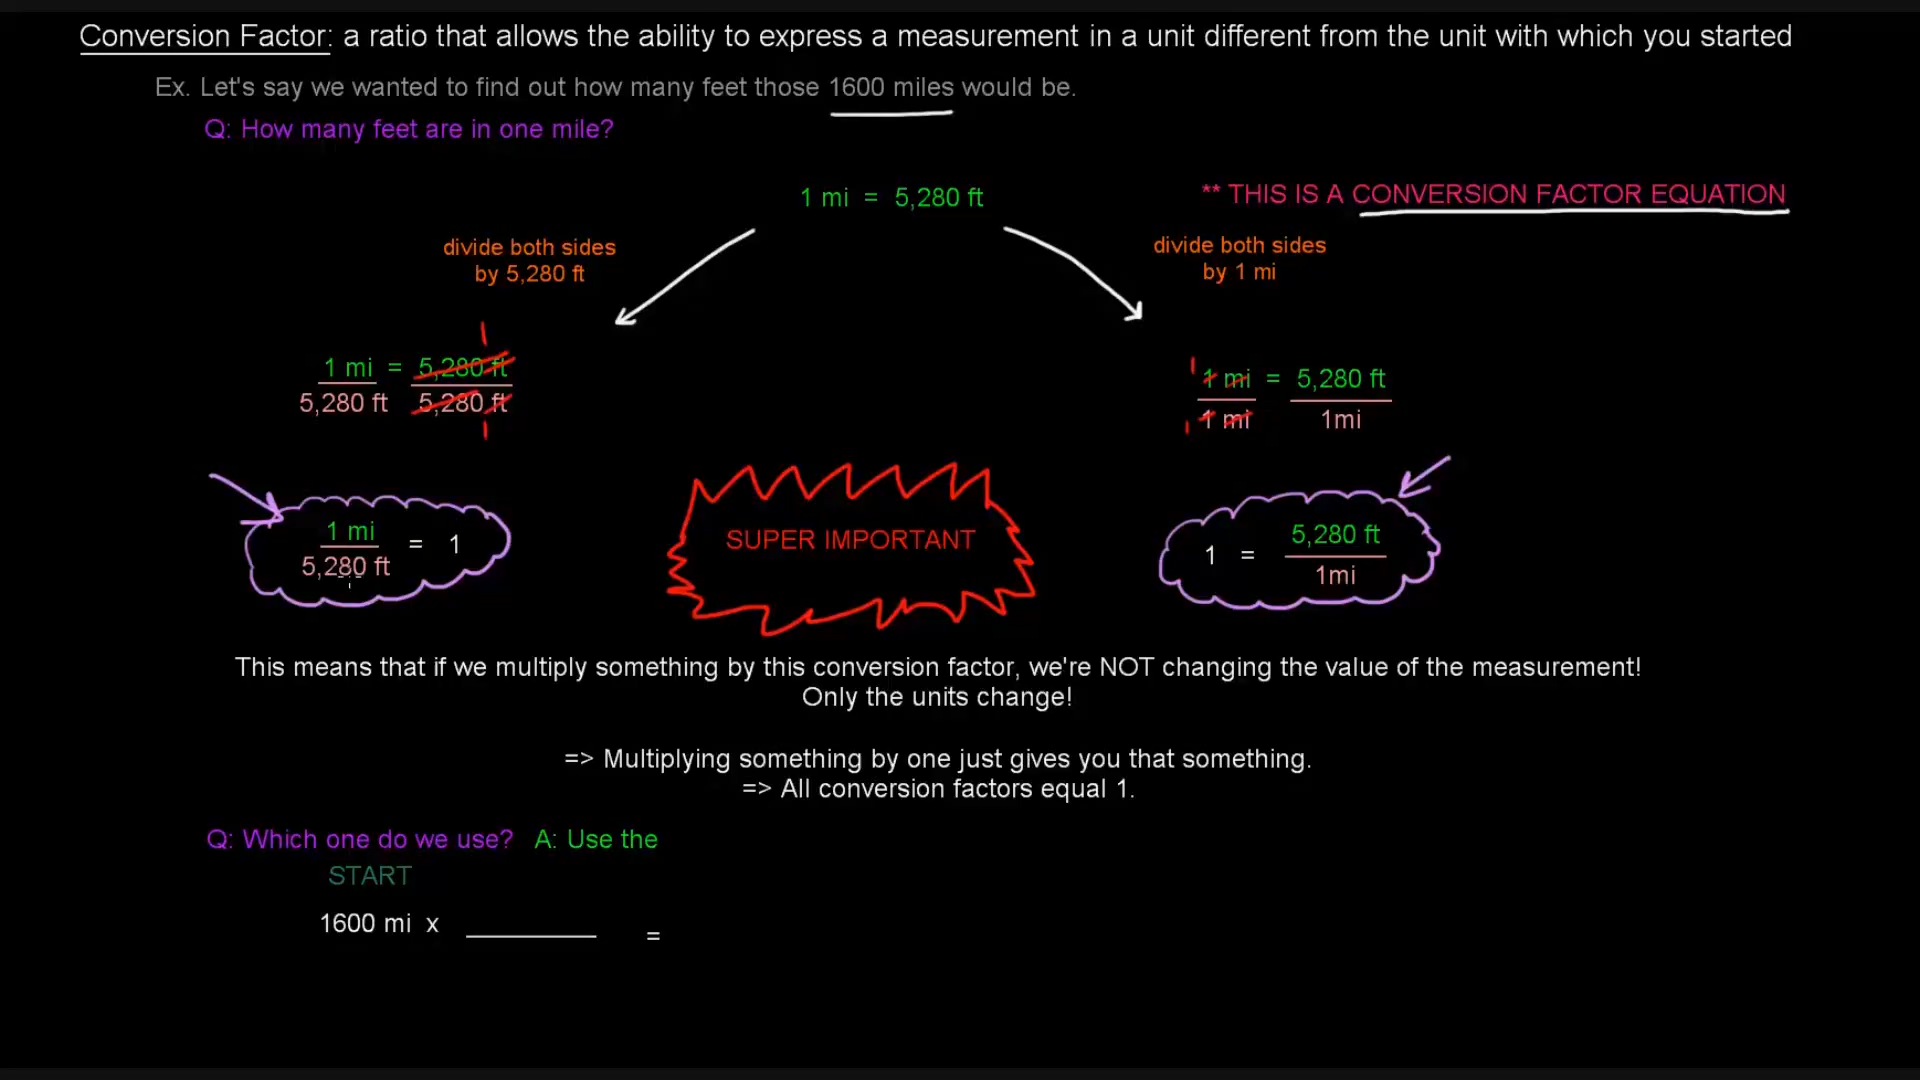 Conversion Factor: a ratio that allows the ability to express a measurement in a unit different from the unit with which you started
Ex. Let's say we wanted to find out how many feet those 1600 miles would be.
Q: How many feet are in one mile?
1 mi = 5,280 ft
** THIS IS A CONVERSION FACTOR EQUATION
divide both sides
by 5,280 ft
divide both sides
by 1 mi
1
1 mi = 5,280 ft
5,280 ft 5,280 ft
1
1
1 mi = 5,280 ft
1 mi 1mi
1
1 mi
= 1
5,280 ft
SUPER IMPORTANT
5,280 ft
1 =
1mi
This means that if we multiply something by this conversion factor, we're NOT changing the value of the measurement!
Only the units change!
=> Multiplying something by one just gives you that something.
=> All conversion factors equal 1.
Q: Which one do we use? A: Use the
START
1600 mi x ________ =